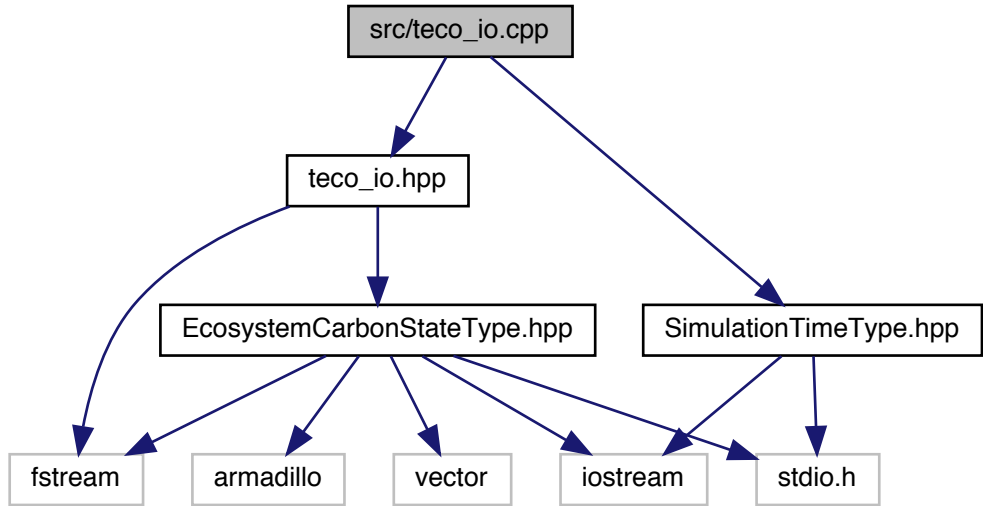 src/teco_io.cpp
teco_io.hpp
EcosystemCarbonStateType.hpp
SimulationTimeType.hpp
fstream
armadillo
vector
iostream
stdio.h